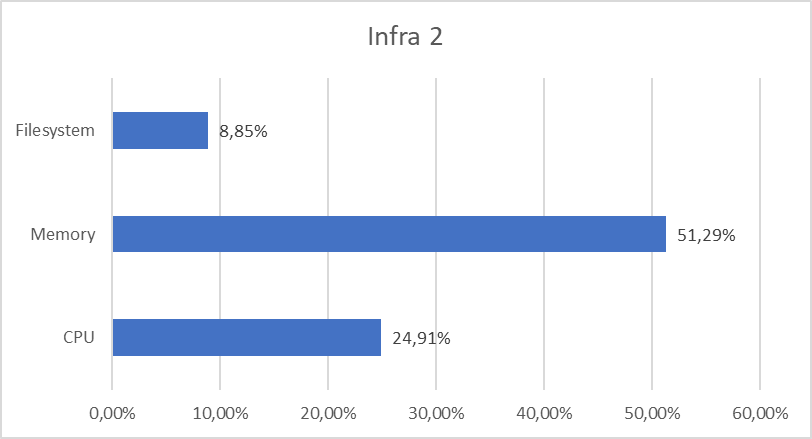 Infra 2
Filesystem 8,85%
Memory 51,29%
CPU 24,91%
0,00% 10,00% 20,00% 30,00% 40,00% 50,00% 60,00%